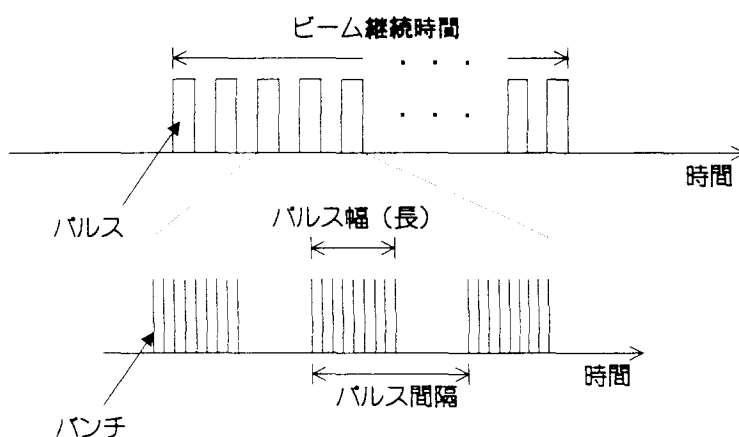 ビーム継続時間
時間
パルス
パルス幅（長）
時間
パルス間隔
バンチ